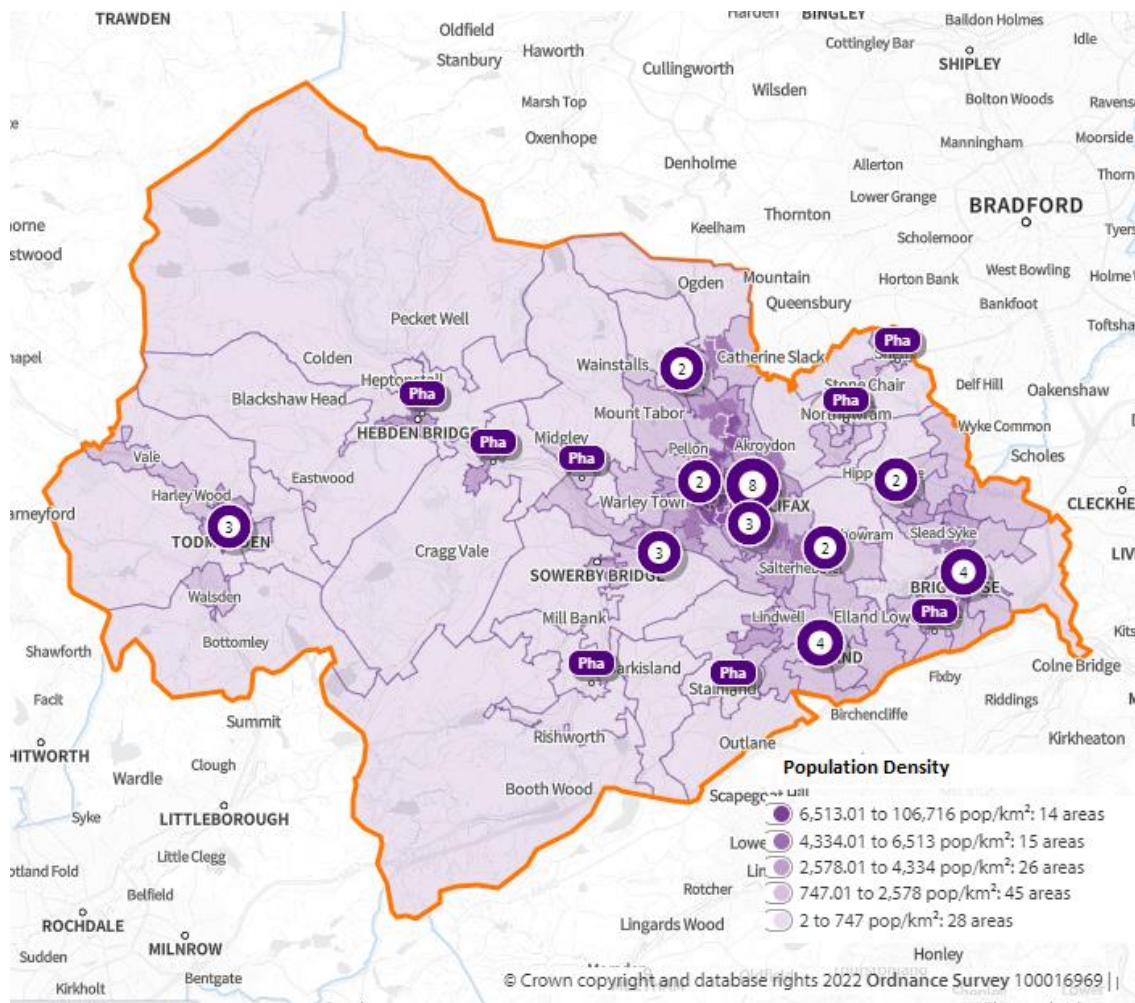 TRAWDEN
Harden
BINGLEY
Baildon Holmes
Oldfield
Haworth
Cottingley Bar
Idle
Stanbury
SHIPLEY
Cullingworth
Wilsden
Marsh Top
Bolton Woods
Oxenhope
Manningham
Moorside
Denholme
Allerton
Lower Grange
Thornton
BRADFORD
Keelham
Scholemoor
West Bowling
Ogden
Mountain
Horton Bank
Queensbury
Bankfoot
Pecket Well
Pha
Colden
Wainstalls
2
Catherine Slack
Heptonstall
Stone Chair
Delf Hill
Oakenshaw
Pha
Pha
Blackshaw Head
Mount Tabor
Northowram
Wyke Common
HEBDEN BRIDGE
Pha
Midgley
Pellon
Akroydon
Scholes
Vale
Pha
Eastwood
2
8
2
Harley Wood
Warley Town
3
Slead Syke
3
Cragg Vale
3
2
SOWERBY BRIDGE
4
Walsden
Mill Bank
Lindwell
Elland Low
Pha
Bottomley
4
Shawforth
Pha
Pha
Colne Bridge
Facit
Stainland
Fixby
Riddings
Summit
Birchencliffe
Rishworth
Outlane
Kirkheaton
Clough
Wardle
Booth Wood
Population Density
Scapegoat Hill
Syke
LITTLEBOROUGH
6,513.01 to 106,716 pop/km²: 14 areas
4,334.01 to 6,513 pop/km²: 15 areas
Little Clegg
2,578.01 to 4,334 pop/km²: 26 areas
Belfield
Rotcher
747.01 to 2,578 pop/km²: 45 areas
ROCHDALE
Lingards Wood
2 to 747 pop/km²: 28 areas
MILNROW
Sudden
Honley
Bentgate
Kirkholt
© Crown copyright and database rights 2022 Ordnance Survey 100016969